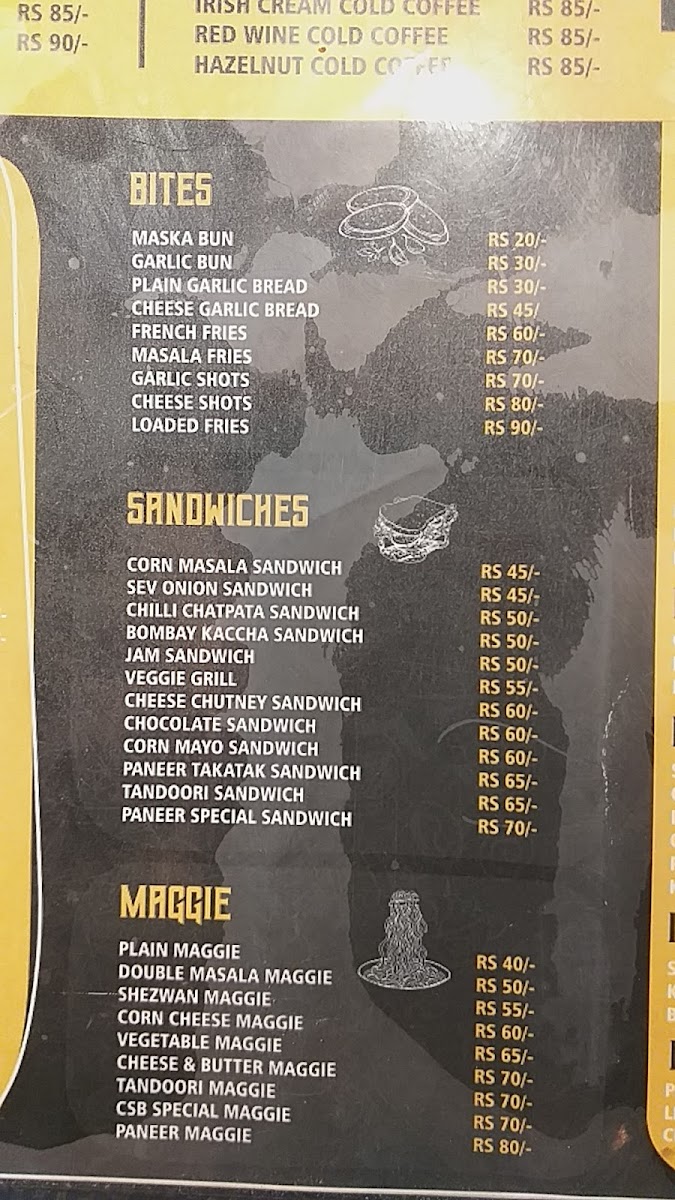 RS 85/-
RS 90/-
IRISH CREAM COLD COFFEE RS 85/-
RED WINE COLD COFFEE RS 85/-
HAZELNUT COLD COFFEE RS 85/-
BITES
MASKA BUN RS 20/-
GARLIC BUN RS 30/-
PLAIN GARLIC BREAD RS 30/-
CHEESE GARLIC BREAD RS 45/
FRENCH FRIES RS 60/-
MASALA FRIES RS 70/-
GARLIC SHOTS RS 70/-
CHEESE SHOTS RS 80/-
LOADED FRIES RS 90/-
SANDWICHES
CORN MASALA SANDWICH RS 45/-
SEV ONION SANDWICH RS 45/-
CHILLI CHATPATA SANDWICH RS 50/-
BOMBAY KACCHA SANDWICH RS 50/-
JAM SANDWICH RS 50/-
VEGGIE GRILL RS 55/-
CHEESE CHUTNEY SANDWICH RS 60/-
CHOCOLATE SANDWICH RS 60/-
CORN MAYO SANDWICH RS 60/-
PANEER TAKATAK SANDWICH RS 65/-
TANDOORI SANDWICH RS 65/-
PANEER SPECIAL SANDWICH RS 70/-
MAGGIE
PLAIN MAGGIE RS 40/-
DOUBLE MASALA MAGGIE RS 50/-
SHEZWAN MAGGIE RS 55/-
CORN CHEESE MAGGIE RS 60/-
VEGETABLE MAGGIE RS 65/-
CHEESE & BUTTER MAGGIE RS 70/-
TANDOORI MAGGIE RS 70/-
CSB SPECIAL MAGGIE RS 70/-
PANEER MAGGIE RS 80/-